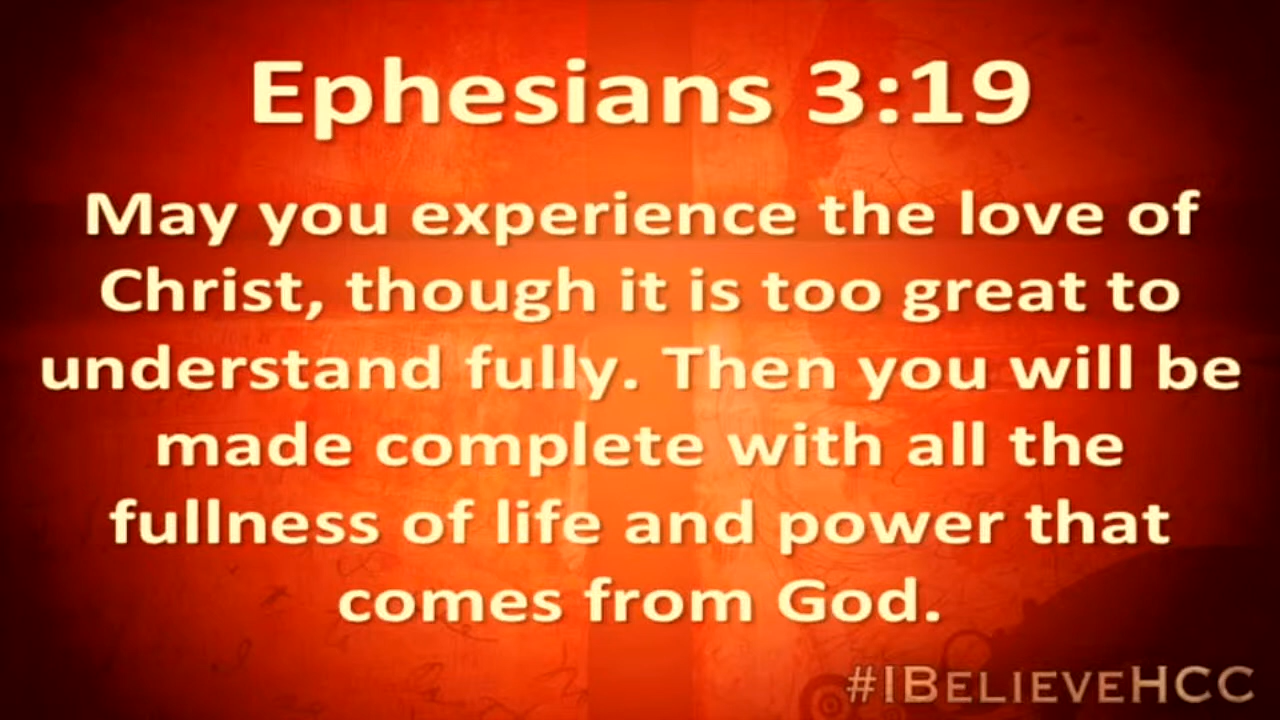 Ephesians 3:19
May you experience the love of
Christ, though it is too great to
understand fully. Then you will be
made complete with all the
fullness of life and power that
comes from God.
#IBELIEVEHCC